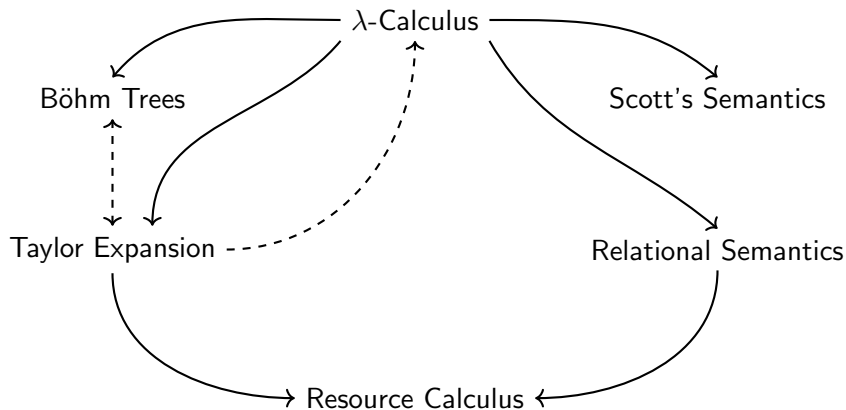 λ-Calculus
Böhm Trees
Scott's Semantics
Taylor Expansion
Relational Semantics
Resource Calculus